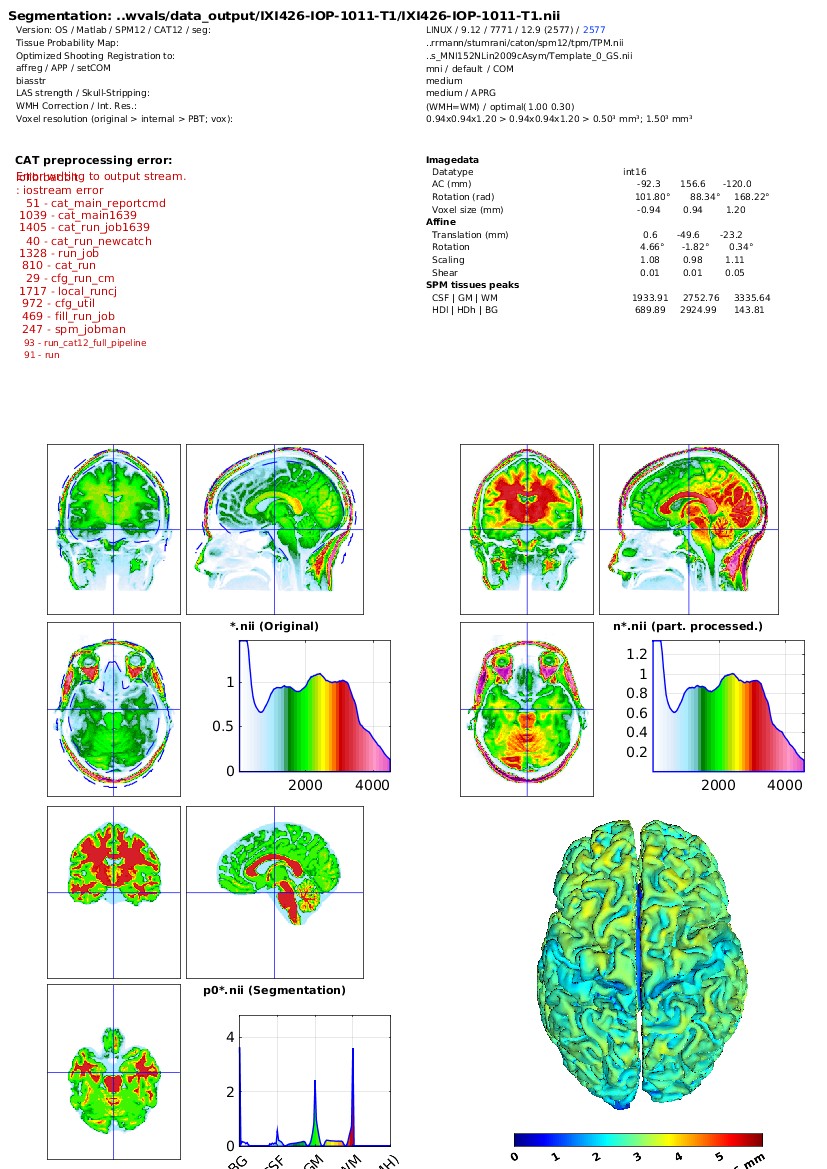 Segmentation: ..wvals/data_output/IXI426-IOP-1011-T1/IXI426-IOP-1011-T1.nii
Version: OS / Matlab / SPM12 / CAT12 / seg: LINUX / 9.12 / 7771 / 12.9 (2577) / 2577
Tissue Probability Map: ..rrmann/stumrani/caton/spm12/tpm/TPM.nii
Optimized Shooting Registration to: ..s_MNI152NLin2009cAsym/Template_0_GS.nii
affreg / APP / setCOM mni / default / COM
biasstr medium
LAS strength / Skull-Stripping: medium / APRG
WMH Correction / Int. Res.: (WMH=WM) / optimal(1.00 0.30)
Voxel resolution (original > internal > PBT; vox): 0.94x0.94x1.20 > 0.94x0.94x1.20 > 0.50³ mm³; 1.50³ mm³
CAT preprocessing error:
Error writing to output stream.
: iostream error
51 - cat_main_reportcmd
1039 - cat_main1639
1405 - cat_run_job1639
40 - cat_run_newcatch
1328 - run_job
810 - cat_run
29 - cfg_run_cm
1717 - local_runcj
972 - cfg_util
469 - fill_run_job
247 - spm_jobman
93 - run_cat12_full_pipeline
91 - run
Imagedata
Datatype int16
AC (mm) -92.3 156.6 -120.0
Rotation (rad) 101.80° 88.34° 168.22°
Voxel size (mm) -0.94 0.94 1.20
Affine
Translation (mm) 0.6 -49.6 -23.2
Rotation 4.66° -1.82° 0.34°
Scaling 1.08 0.98 1.11
Shear 0.01 0.01 0.05
SPM tissues peaks
CSF | GM | WM 1933.91 2752.76 3335.64
HDl | HDh | BG 689.89 2924.99 143.81
*.nii (Original)
1
0.5
0
2000 4000
n*.nii (part. processed.)
1.2
1
0.8
0.6
0.4
0.2
2000 4000
p0*.nii (Segmentation)
4
2
0
BG CSF GM WM
0 1 2 3 4 5 mm